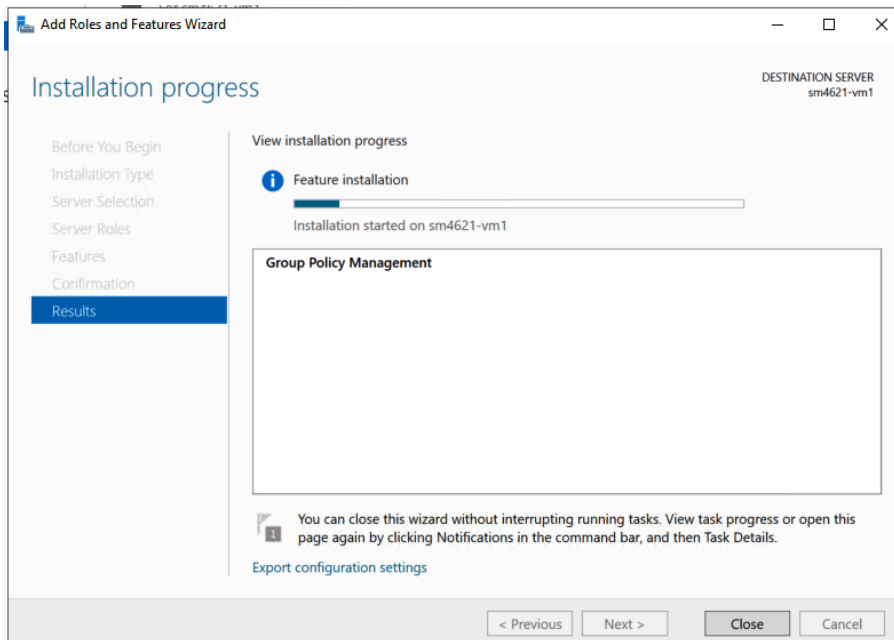 Add Roles and Features Wizard
Installation progress
DESTINATION SERVER
sm4621-vm1
Before You Begin
Installation Type
Server Selection
Server Roles
Features
Confirmation
Results
View installation progress
Feature installation
Installation started on sm4621-vm1
Group Policy Management
1
You can close this wizard without interrupting running tasks. View task progress or open this
page again by clicking Notifications in the command bar, and then Task Details.
Export configuration settings
< Previous
Next >
Close
Cancel